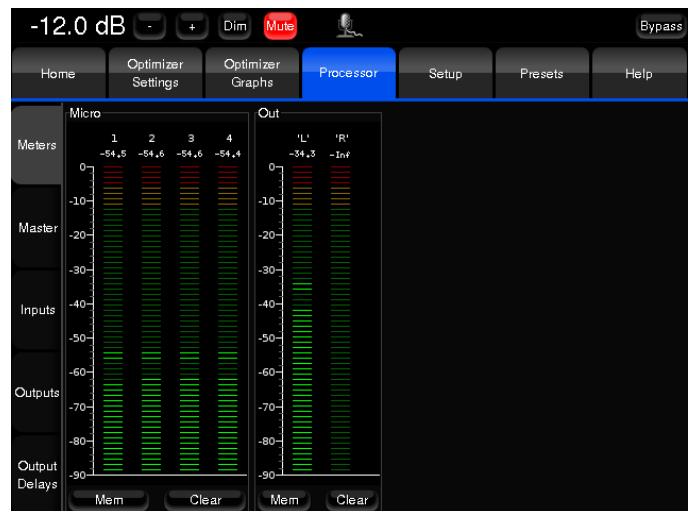 -12.0 dB - + Dim Mute Bypass
Home Optimizer Settings Optimizer Graphs Processor Setup Presets Help
Meters
Master
Inputs
Outputs
Output Delays
Micro
1 2 3 4
-54.5 -54.6 -54.6 -54.4
0
-10
-20
-30
-40
-50
-60
-70
-80
-90
Mem Clear
Out
'L' 'R'
-34.3 -Inf
0
-10
-20
-30
-40
-50
-60
-70
-80
-90
Mem Clear